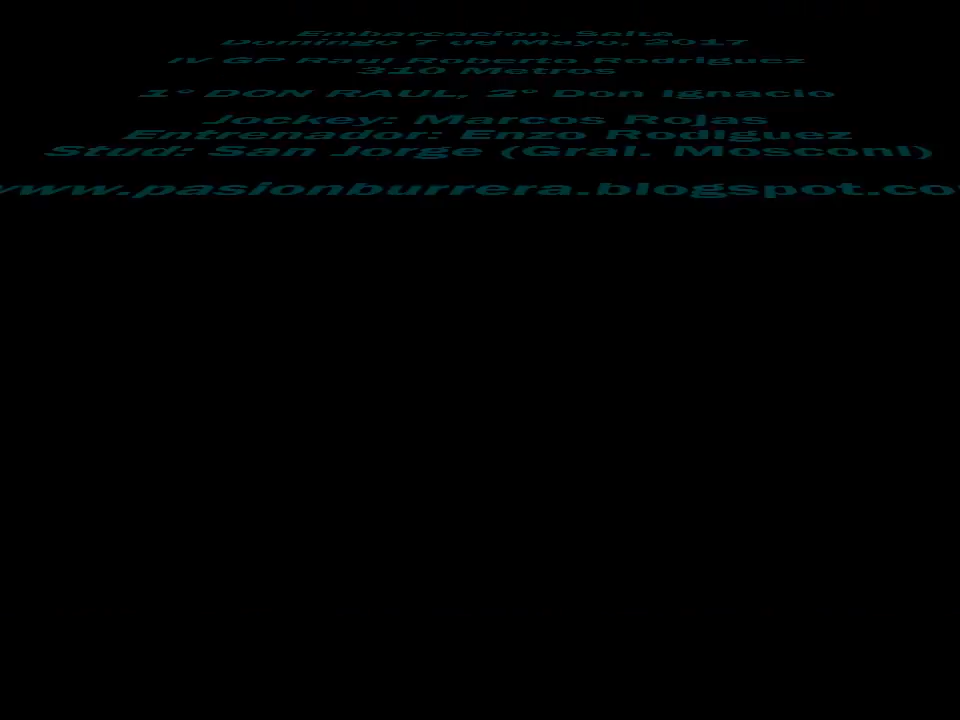 Embarcacion, Salta
Domingo 7 de Mayo, 2017
IV GP Raul Roberto Rodriguez
310 Metros
1° DON RAUL, 2° Don Ignacio
Jockey: Marcos Rojas
Entrenador: Enzo Rodiguez
Stud: San Jorge (Gral. Mosconi)
www.pasionburrera.blogspot.co